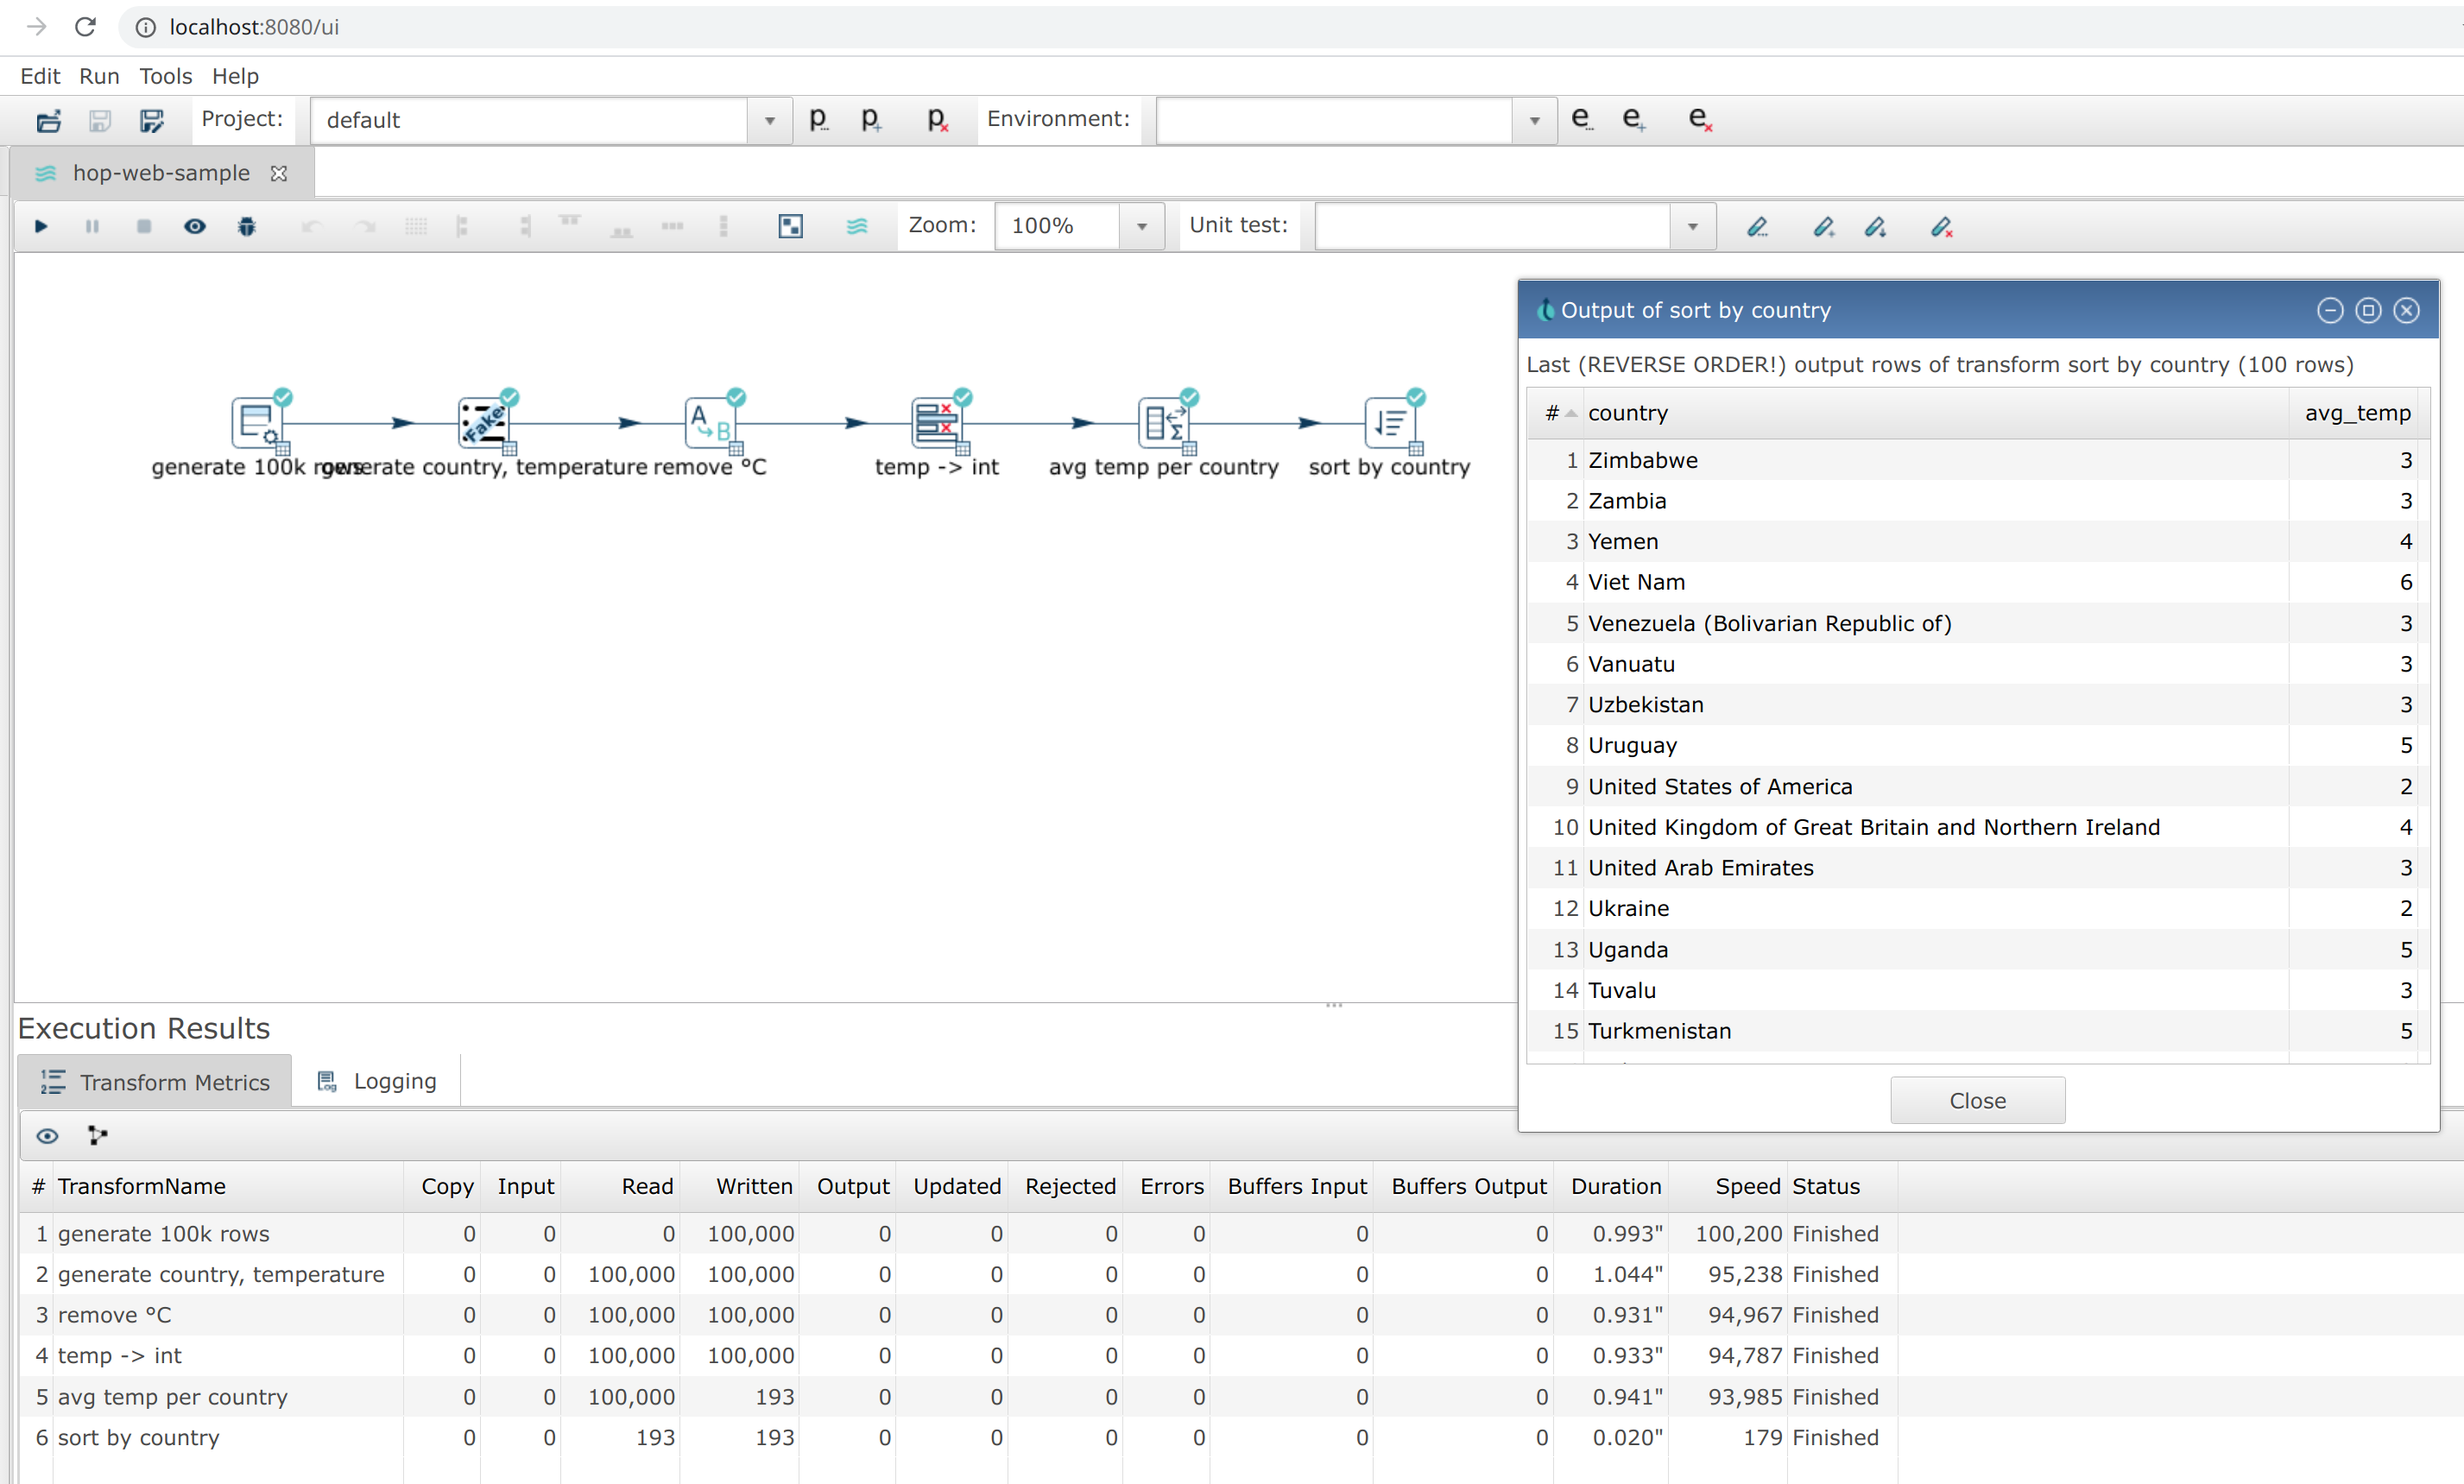 localhost:8080/ui
Edit Run Tools Help
Project: default p... p+ px Environment: e... e+ ex
hop-web-sample
Zoom: 100% Unit test:
Fake A B Σ
generate 100k rows generate country, temperature remove °C temp -> int avg temp per country sort by country
Output of sort by country
Last (REVERSE ORDER!) output rows of transform sort by country (100 rows)
# country avg_temp
1 Zimbabwe 3
2 Zambia 3
3 Yemen 4
4 Viet Nam 6
5 Venezuela (Bolivarian Republic of) 3
6 Vanuatu 3
7 Uzbekistan 3
8 Uruguay 5
9 United States of America 2
10 United Kingdom of Great Britain and Northern Ireland 4
11 United Arab Emirates 3
12 Ukraine 2
13 Uganda 5
14 Tuvalu 3
15 Turkmenistan 5
Close
Execution Results
Transform Metrics Logging
# TransformName Copy Input Read Written Output Updated Rejected Errors Buffers Input Buffers Output Duration Speed Status
1 generate 100k rows 0 0 0 100,000 0 0 0 0 0 0 0.993" 100,200 Finished
2 generate country, temperature 0 0 100,000 100,000 0 0 0 0 0 0 1.044" 95,238 Finished
3 remove °C 0 0 100,000 100,000 0 0 0 0 0 0 0.931" 94,967 Finished
4 temp -> int 0 0 100,000 100,000 0 0 0 0 0 0 0.933" 94,787 Finished
5 avg temp per country 0 0 100,000 193 0 0 0 0 0 0 0.941" 93,985 Finished
6 sort by country 0 0 193 193 0 0 0 0 0 0 0.020" 179 Finished